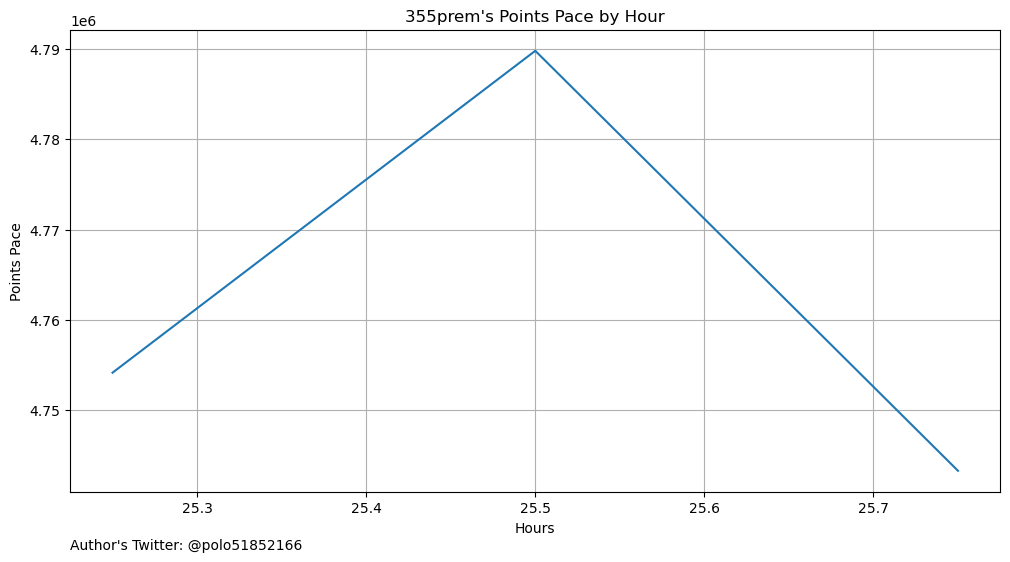 355prem's Points Pace by Hour
1e6
4.79
4.78
4.77
4.76
4.75
Points Pace
25.3 25.4 25.5 25.6 25.7
Hours
Author's Twitter: @polo51852166